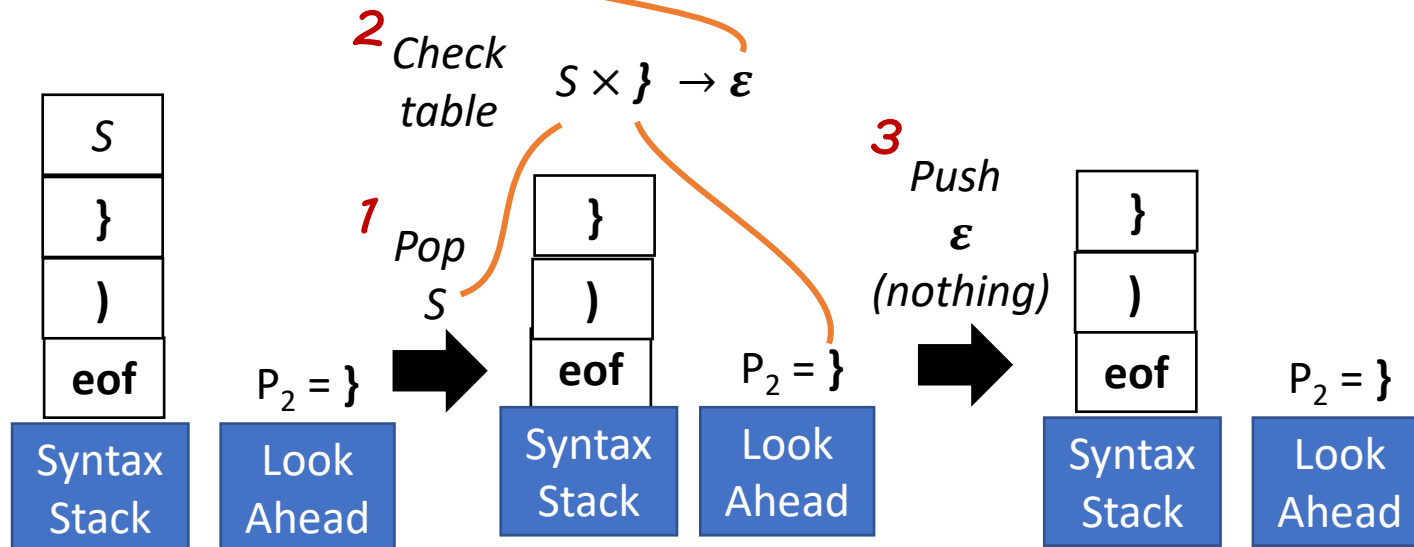 2
Check
table
S × } → ε
S
}
)
eof
P₂ = }
Syntax
Stack
Look
Ahead
1
Pop
S
}
)
eof
P₂ = }
Syntax
Stack
Look
Ahead
3
Push
ε
(nothing)
}
)
eof
P₂ = }
Syntax
Stack
Look
Ahead